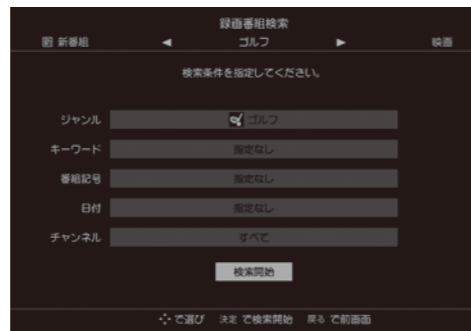 録画番組検索
新番組 ◀ ゴルフ ▶ 映画
検索条件を指定してください。
ジャンル ゴルフ
キーワード 指定なし
番組記号 指定なし
日付 指定なし
チャンネル すべて
検索開始
で選び 決定 で検索開始 戻る で前画面